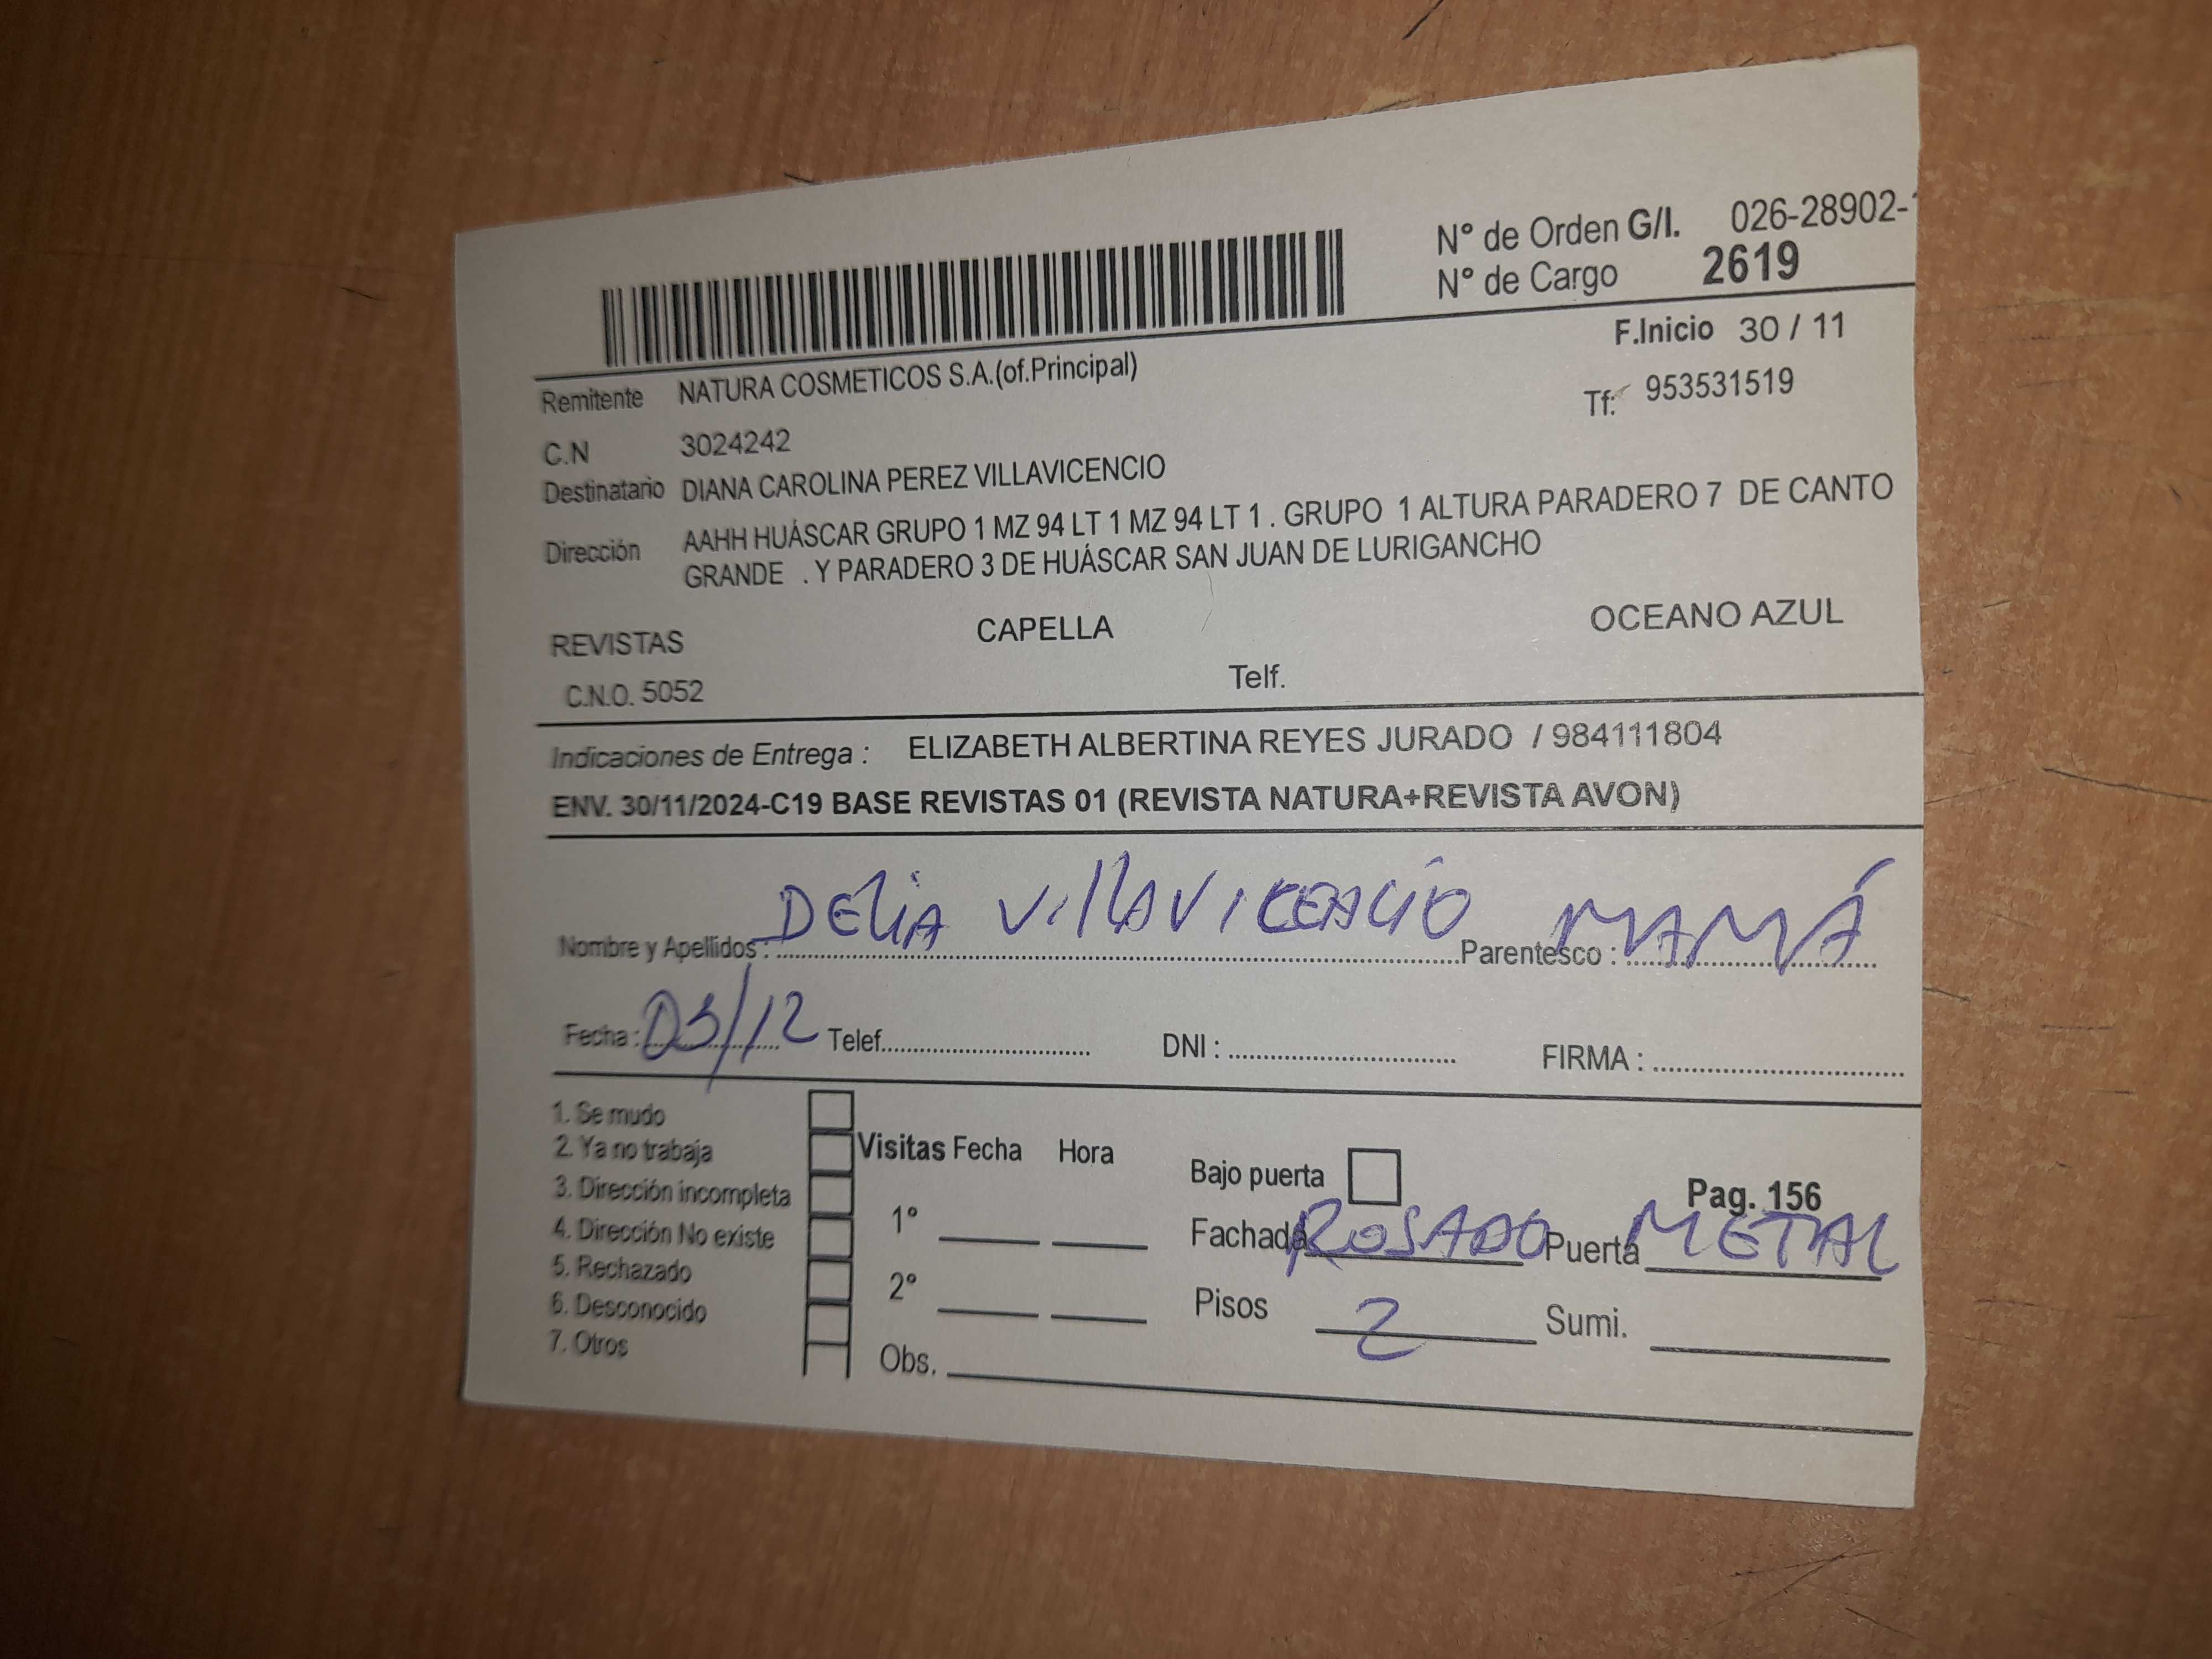 N° de Orden G/I. 026-28902-
N° de Cargo 2619
F.Inicio 30 / 11
Remitente NATURA COSMETICOS S.A.(of.Principal)
Tf: 953531519
C.N 3024242
Destinatario DIANA CAROLINA PEREZ VILLAVICENCIO
Dirección AAHH HUÁSCAR GRUPO 1 MZ 94 LT 1 MZ 94 LT 1 . GRUPO 1 ALTURA PARADERO 7 DE CANTO
GRANDE . Y PARADERO 3 DE HUÁSCAR SAN JUAN DE LURIGANCHO
REVISTAS CAPELLA OCEANO AZUL
C.N.O. 5052 Telf.
Indicaciones de Entrega : ELIZABETH ALBERTINA REYES JURADO / 984111804
ENV. 30/11/2024-C19 BASE REVISTAS 01 (REVISTA NATURA+REVISTA AVON)
Nombre y Apellidos : DEliA VillAVICENCIO Parentesco : MAMÁ
Fecha : 03/12 Telef. DNI : FIRMA :
1. Se mudo
2. Ya no trabaja
3. Dirección incompleta
4. Dirección No existe
5. Rechazado
6. Desconocido
7. Otros
Visitas Fecha Hora
1°
2°
Obs.
Bajo puerta Pag. 156
Fachada ROSADO Puerta METAL
Pisos 2 Sumi.